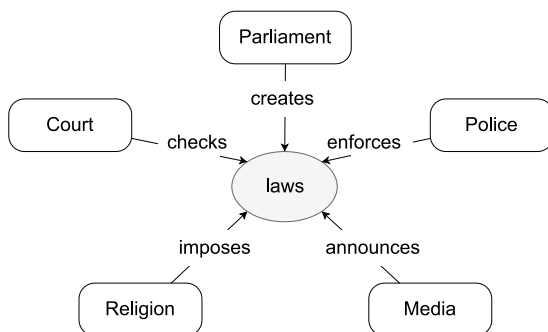 Parliament
creates
Court
checks
enforces
Police
laws
imposes
announces
Religion
Media